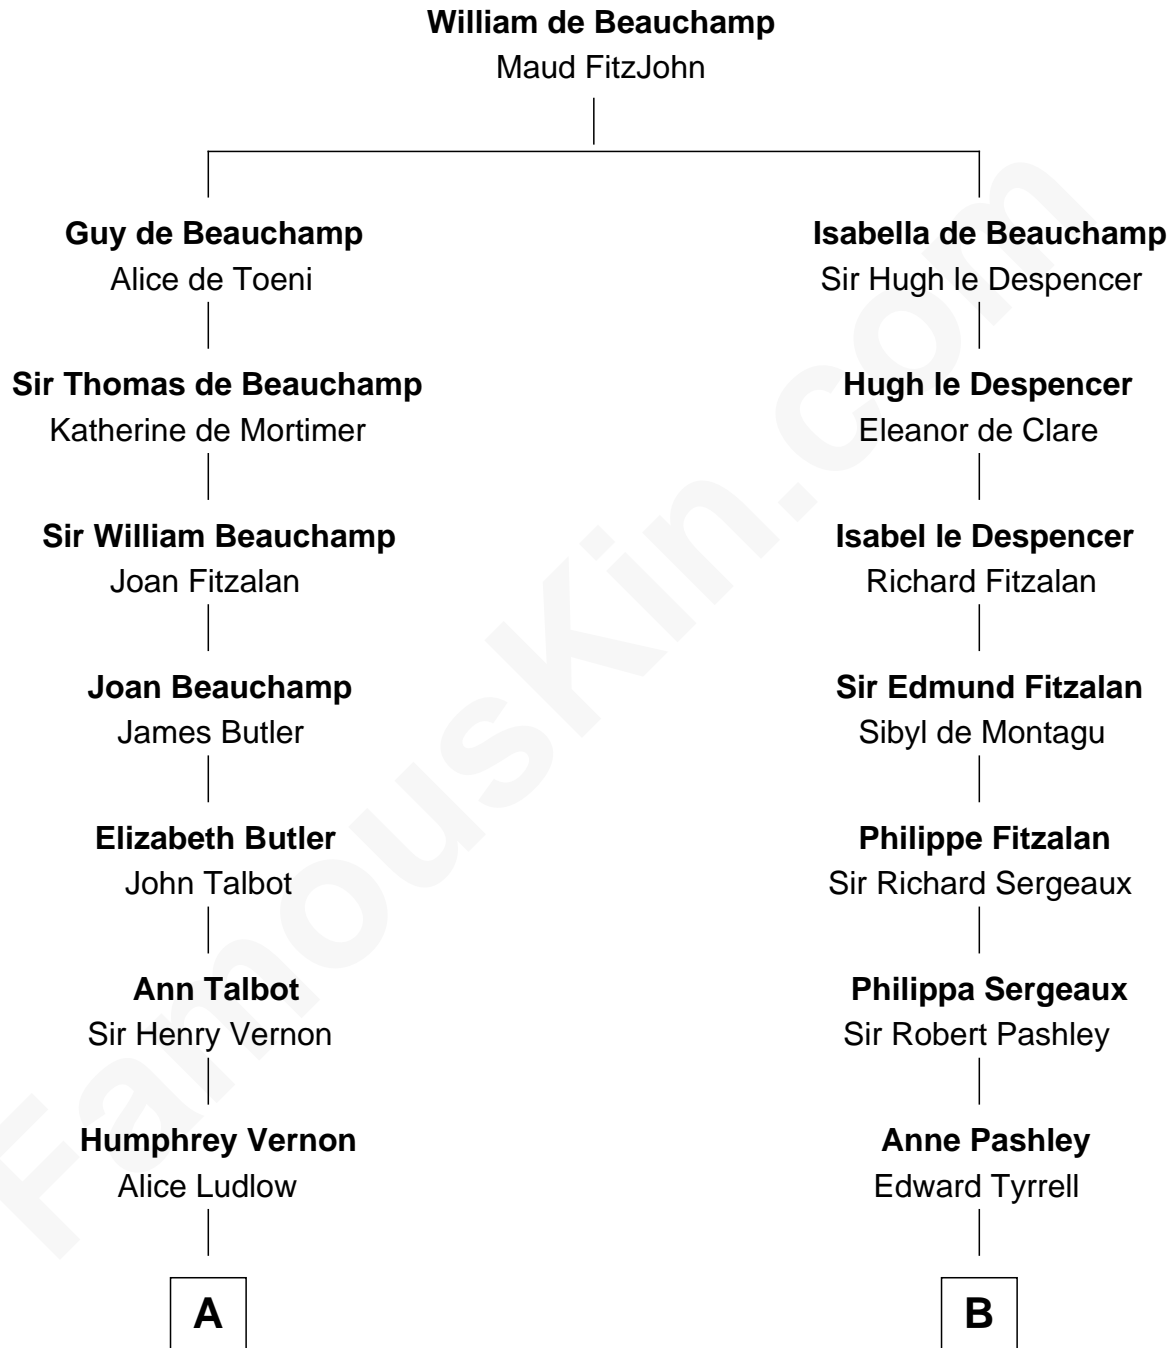 William de Beauchamp
Maud FitzJohn
Guy de Beauchamp
Alice de Toeni
Sir Thomas de Beauchamp
Katherine de Mortimer
Sir William Beauchamp
Joan Fitzalan
Joan Beauchamp
James Butler
Elizabeth Butler
John Talbot
Ann Talbot
Sir Henry Vernon
Humphrey Vernon
Alice Ludlow
A
Isabella de Beauchamp
Sir Hugh le Despencer
Hugh le Despencer
Eleanor de Clare
Isabel le Despencer
Richard Fitzalan
Sir Edmund Fitzalan
Sibyl de Montagu
Philippe Fitzalan
Sir Richard Sergeaux
Philippa Sergeaux
Sir Robert Pashley
Anne Pashley
Edward Tyrrell
B
FamousKin.com